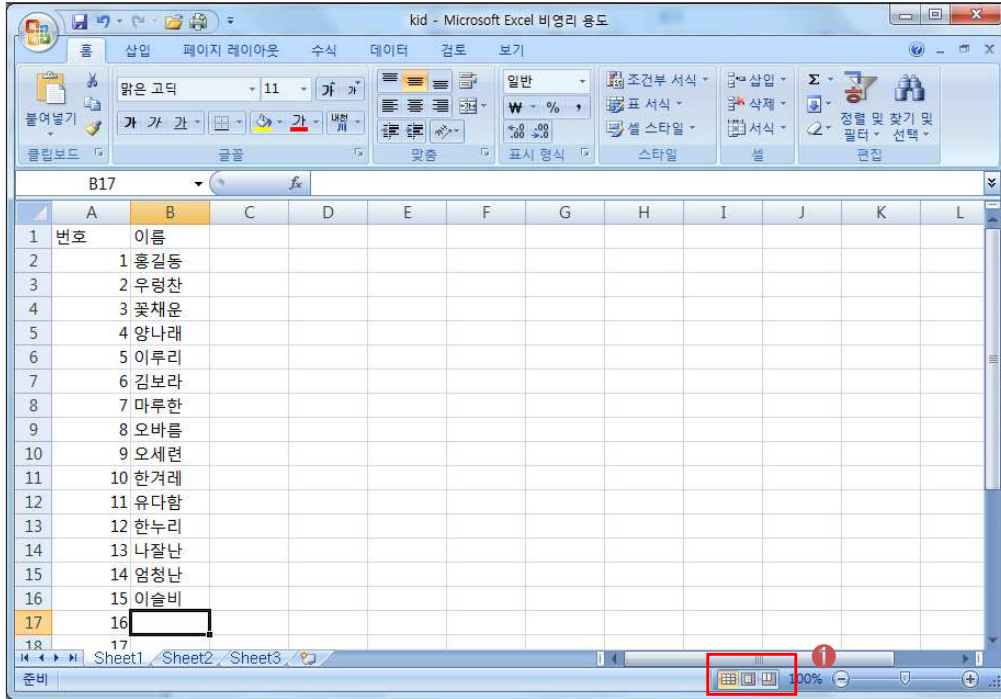 kid - Microsoft Excel 비영리 용도
홈 삽입 페이지 레이아웃 수식 데이터 검토 보기
붙여넣기
클립보드
맑은 고딕 11 가 가
가 가 가 가 내천
글꼴
맞춤
일반
₩ % ,
표시 형식
조건부 서식
표 서식
셀 스타일
스타일
삽입
삭제
서식
셀
Σ
정렬 및 필터
찾기 및 선택
편집
B17 fx
A B C D E F G H I J K L
1 번호 이름
2 1 홍길동
3 2 우렁찬
4 3 꽃채운
5 4 양나래
6 5 이루리
7 6 김보라
8 7 마루한
9 8 오바름
10 9 오세련
11 10 한겨레
12 11 유다함
13 12 한누리
14 13 나잘난
15 14 엄청난
16 15 이슬비
17 16
18 17
Sheet1 Sheet2 Sheet3
1
준비 100%